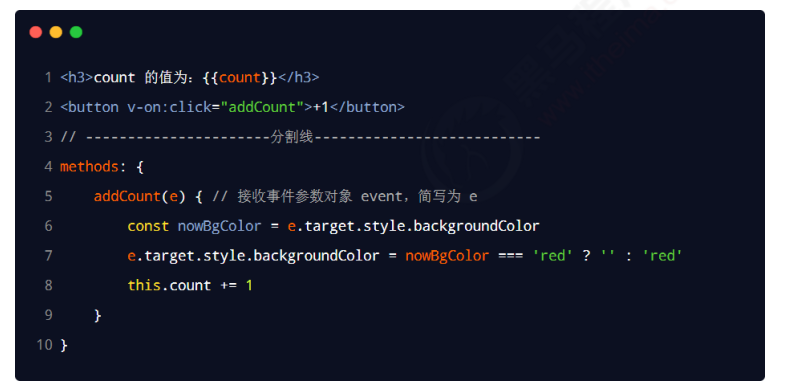 1 <h3>count 的值为：{{count}}</h3>
2 <button v-on:click="addCount">+1</button>
3 // ----------------------分割线---------------------------
4 methods: {
5     addCount(e) { // 接收事件参数对象 event，简写为 e
6         const nowBgColor = e.target.style.backgroundColor
7         e.target.style.backgroundColor = nowBgColor === 'red' ? '' : 'red'
8         this.count += 1
9     }
10 }